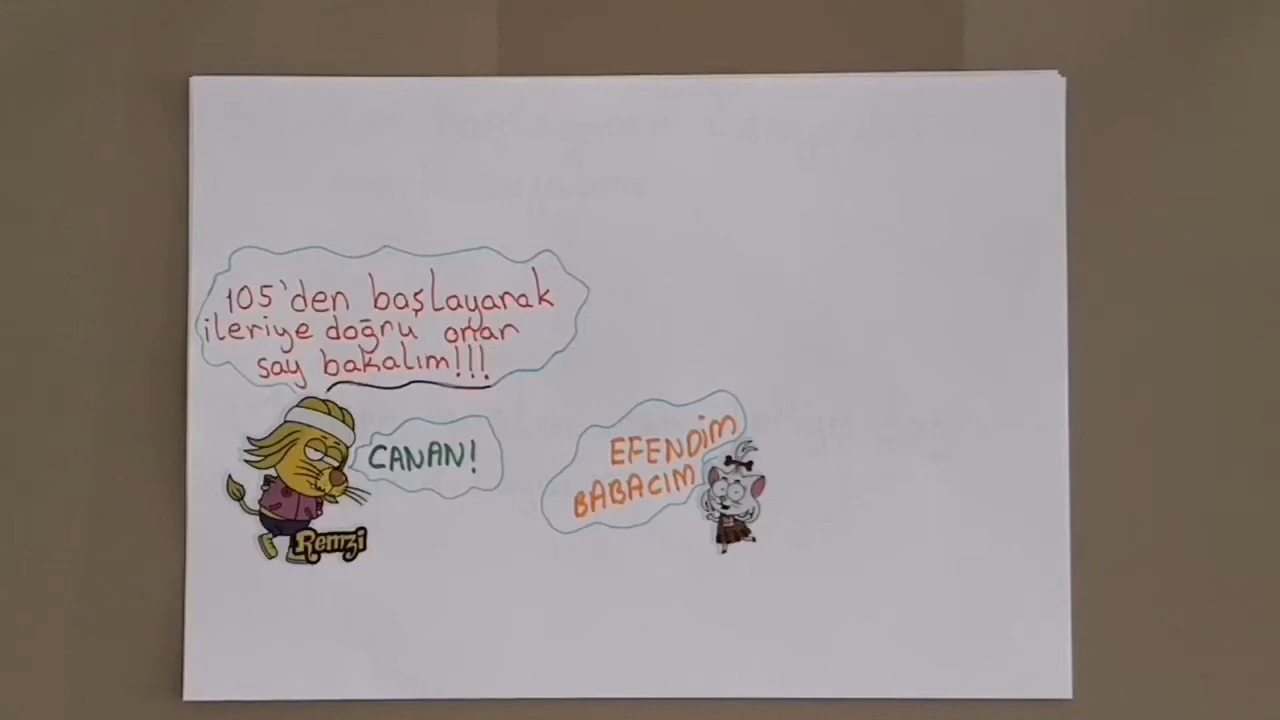 105'den başlayarak
ileriye doğru onar
say bakalım!!!
CANAN!
EFENDİM
BABACIM
Remzi